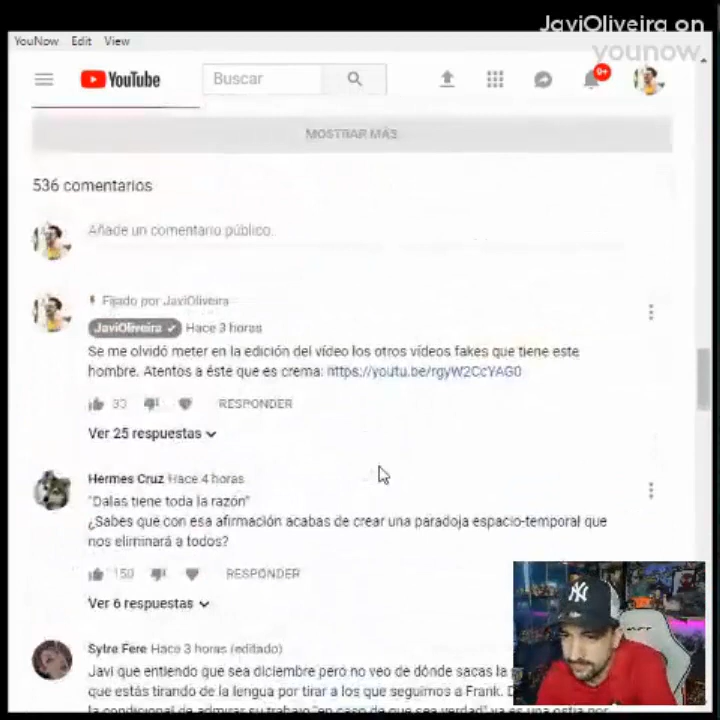 JaviOliveira on
younow
YouNow Edit View
YouTube
Buscar
9+
MOSTRAR MÁS
536 comentarios
Añade un comentario público.
Fijado por JaviOliveira
JaviOliveira Hace 3 horas
Se me olvidó meter en la edición del vídeo los otros vídeos fakes que tiene este
hombre. Atentos a éste que es crema: https://youtu.be/rgyW2CcYAG0
33 RESPONDER
Ver 25 respuestas
Hermes Cruz Hace 4 horas
"Dalas tiene toda la razón"
¿Sabes que con esa afirmación acabas de crear una paradoja espacio-temporal que
nos eliminará a todos?
150 RESPONDER
Ver 6 respuestas
Sytre Fere Hace 3 horas (editado)
Javi que entiendo que sea diciembre pero no veo de dónde sacas la
que estás tirando de la lengua por tirar a los que seguimos a Frank.
la condicional de admirar su trabajo "en caso de que sea verdad" ya es una ostia por
NY